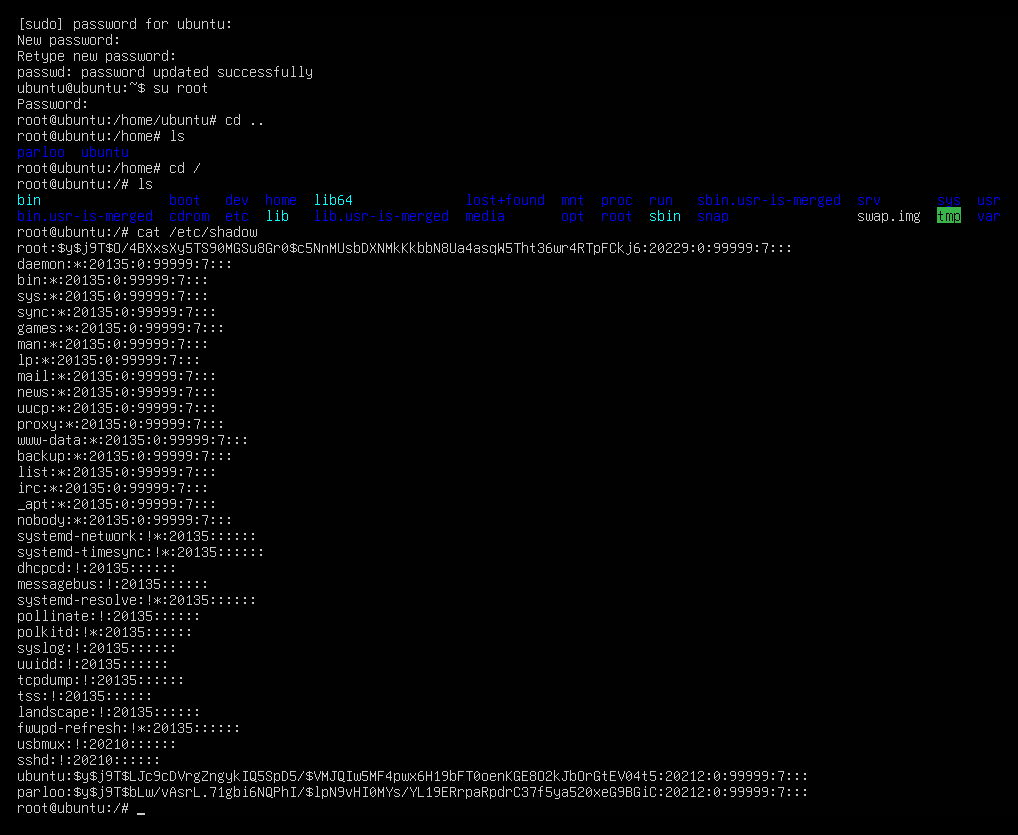 [sudo] password for ubuntu:
New password:
Retype new password:
passwd: password updated successfully
ubuntu@ubuntu:~$ su root
Password:
root@ubuntu:/home/ubuntu# cd ..
root@ubuntu:/home# ls
parloo  ubuntu
root@ubuntu:/home# cd /
root@ubuntu:/# ls
bin                boot   dev  home  lib64              lost+found  mnt  proc  run   sbin.usr-is-merged  srv       sys  usr
bin.usr-is-merged  cdrom  etc  lib   lib.usr-is-merged  media       opt  root  sbin  snap                swap.img  tmp  var
root@ubuntu:/# cat /etc/shadow
root:$y$j9T$O/4BXxsXy5TS90MGSu8Gr0$c5NnMUsbDXNMkKkbbN8Ua4asqW5Tht36wr4RTpFCkj6:20229:0:99999:7:::
daemon:*:20135:0:99999:7:::
bin:*:20135:0:99999:7:::
sys:*:20135:0:99999:7:::
sync:*:20135:0:99999:7:::
games:*:20135:0:99999:7:::
man:*:20135:0:99999:7:::
lp:*:20135:0:99999:7:::
mail:*:20135:0:99999:7:::
news:*:20135:0:99999:7:::
uucp:*:20135:0:99999:7:::
proxy:*:20135:0:99999:7:::
www-data:*:20135:0:99999:7:::
backup:*:20135:0:99999:7:::
list:*:20135:0:99999:7:::
irc:*:20135:0:99999:7:::
_apt:*:20135:0:99999:7:::
nobody:*:20135:0:99999:7:::
systemd-network:!*:20135::::::
systemd-timesync:!*:20135::::::
dhcpcd:!:20135::::::
messagebus:!:20135::::::
systemd-resolve:!*:20135::::::
pollinate:!:20135::::::
polkitd:!*:20135::::::
syslog:!:20135::::::
uuidd:!:20135::::::
tcpdump:!:20135::::::
tss:!:20135::::::
landscape:!:20135::::::
fwupd-refresh:!*:20135::::::
usbmux:!:20210::::::
sshd:!:20210::::::
ubuntu:$y$j9T$LJc9cDVrgZngykIQ5SpD5/$VMJQIw5MF4pwx6H19bFT0oenKGE8O2kJbOrGtEV04t5:20212:0:99999:7:::
parloo:$y$j9T$bLw/vAsrL.71gbi6NQPhI/$lpN9vHI0MYs/YL19ERrpaRpdrC37f5ya520xeG9BGiC:20212:0:99999:7:::
root@ubuntu:/# _